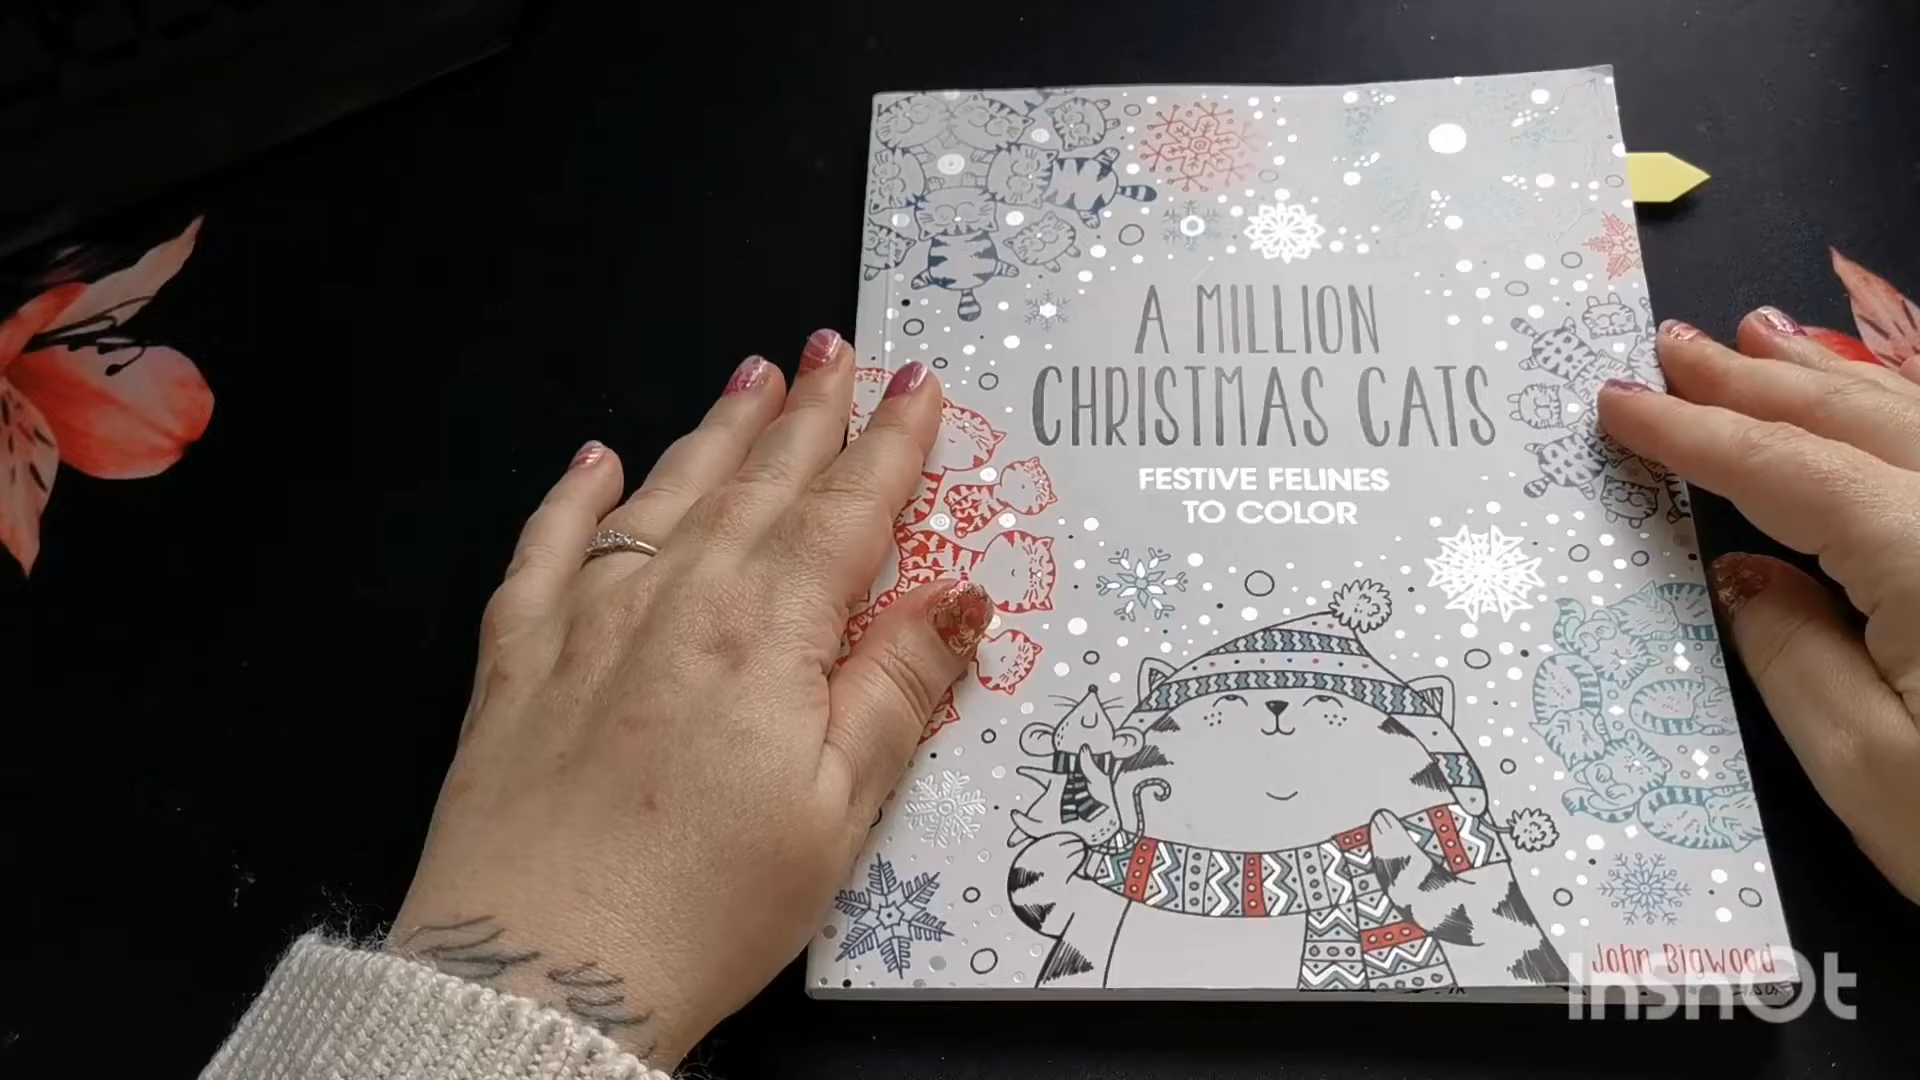 A MILLION
CHRISTMAS CATS
FESTIVE FELINES
TO COLOR
John Bigwood
InShOt